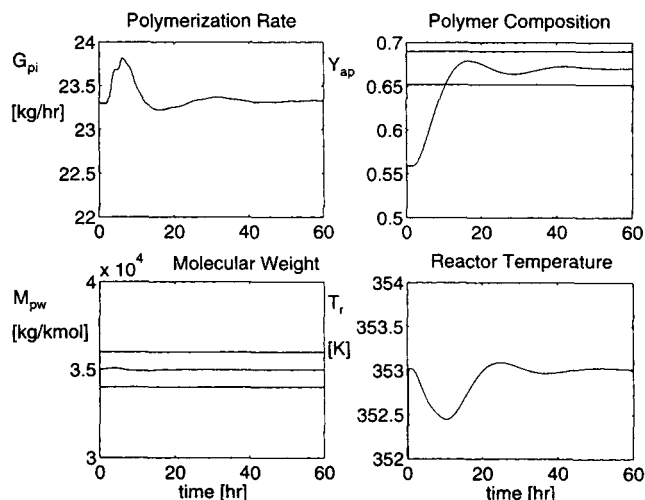 Polymerization Rate
G_pi
[kg/hr]
24
23.5
23
22.5
22
0 20 40 60
Polymer Composition
Y_ap
0.7
0.65
0.6
0.55
0.5
0 20 40 60
x 10^4 Molecular Weight
M_pw
[kg/kmol]
4
3.5
3
0 20 40 60
time [hr]
Reactor Temperature
T_r
[K]
354
353.5
353
352.5
352
0 20 40 60
time [hr]